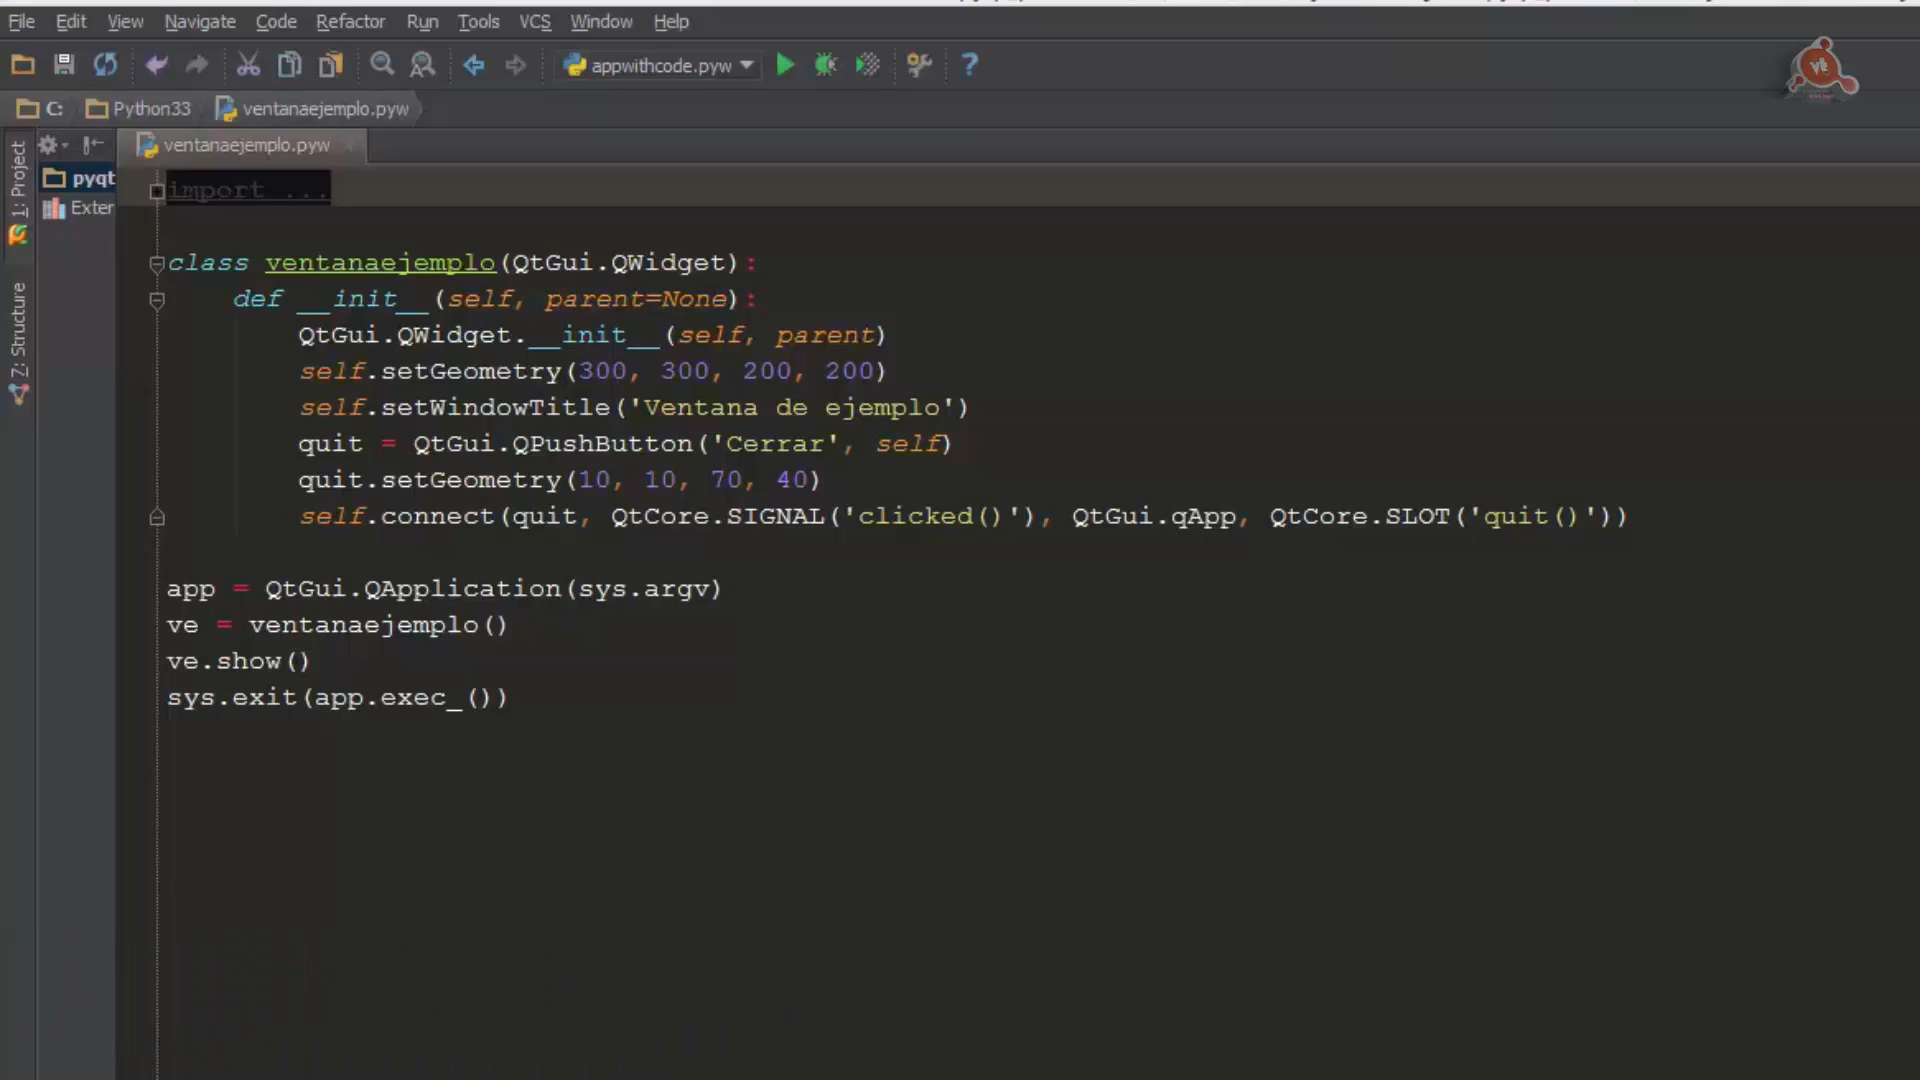 File Edit View Navigate Code Refactor Run Tools VCS Window Help
appwithcode.pyw
C: Python33 ventanaejemplo.pyw
1: Project
7: Structure
pyqt
Exter
ventanaejemplo.pyw
import ...
class ventanaejemplo(QtGui.QWidget):
def __init__(self, parent=None):
QtGui.QWidget.__init__(self, parent)
self.setGeometry(300, 300, 200, 200)
self.setWindowTitle('Ventana de ejemplo')
quit = QtGui.QPushButton('Cerrar', self)
quit.setGeometry(10, 10, 70, 40)
self.connect(quit, QtCore.SIGNAL('clicked()'), QtGui.qApp, QtCore.SLOT('quit()'))
app = QtGui.QApplication(sys.argv)
ve = ventanaejemplo()
ve.show()
sys.exit(app.exec_())
vt